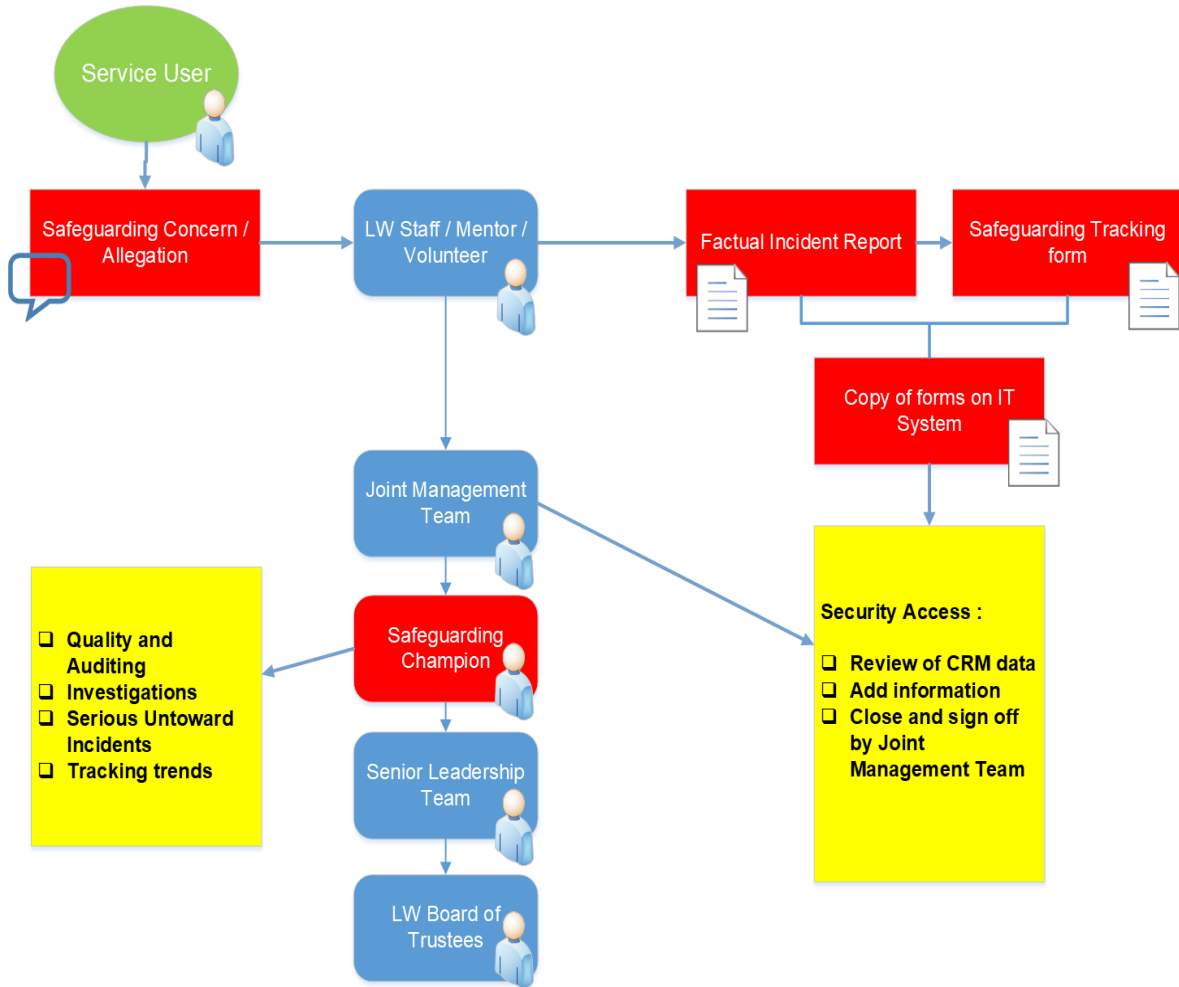 Service User
Safeguarding Concern /
Allegation
LW Staff / Mentor /
Volunteer
Factual Incident Report
Safeguarding Tracking
form
Copy of forms on IT
System
Joint Management
Team
Safeguarding
Champion
Senior Leadership
Team
LW Board of
Trustees
❑ Quality and
Auditing
❑ Investigations
❑ Serious Untoward
Incidents
❑ Tracking trends
Security Access :
❑ Review of CRM data
❑ Add information
❑ Close and sign off
by Joint
Management Team